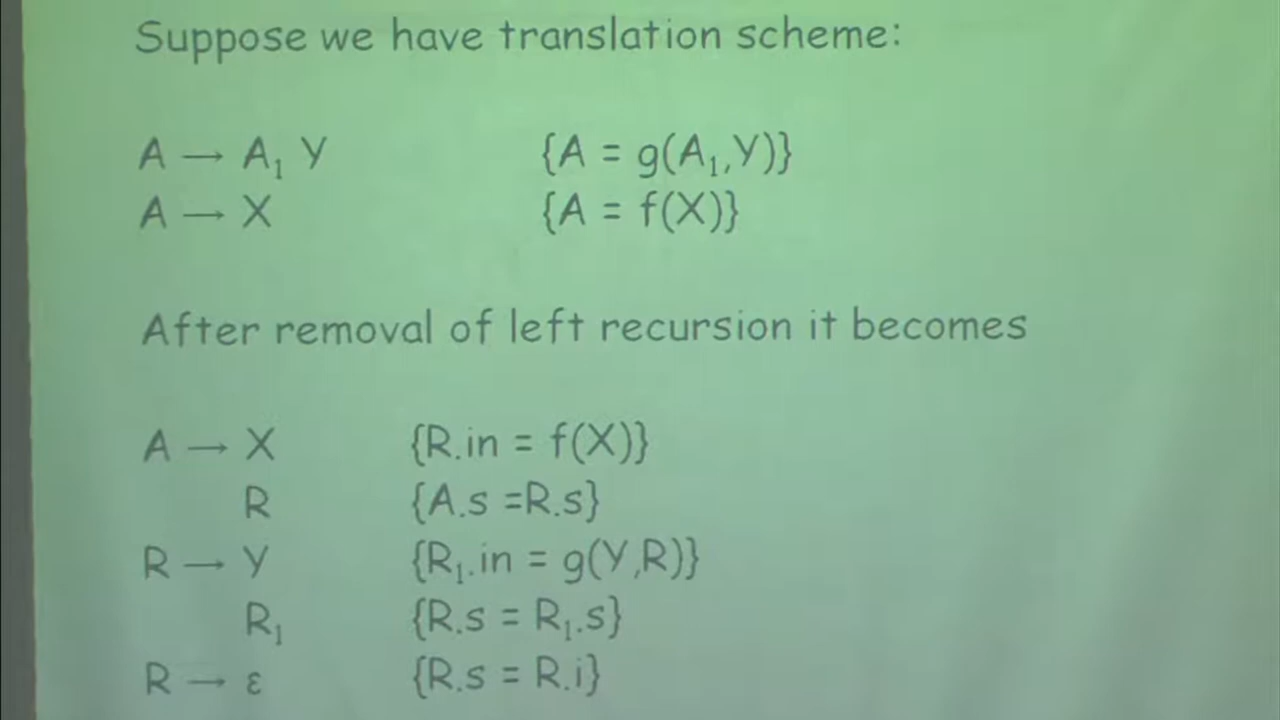 Suppose we have translation scheme:
A → A₁ Y {A = g(A₁,Y)}
A → X {A = f(X)}
After removal of left recursion it becomes
A → X {R.in = f(X)}
R {A.s =R.s}
R → Y {R₁.in = g(Y,R)}
R₁ {R.s = R₁.s}
R → ε {R.s = R.i}